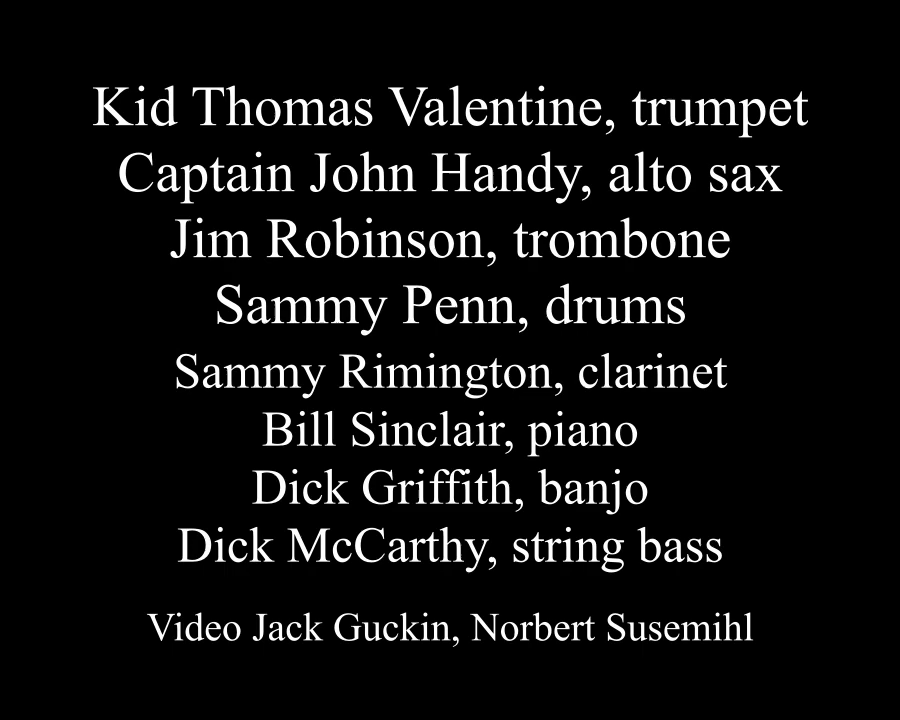 Kid Thomas Valentine, trumpet
Captain John Handy, alto sax
Jim Robinson, trombone
Sammy Penn, drums
Sammy Rimington, clarinet
Bill Sinclair, piano
Dick Griffith, banjo
Dick McCarthy, string bass
Video Jack Guckin, Norbert Susemihl